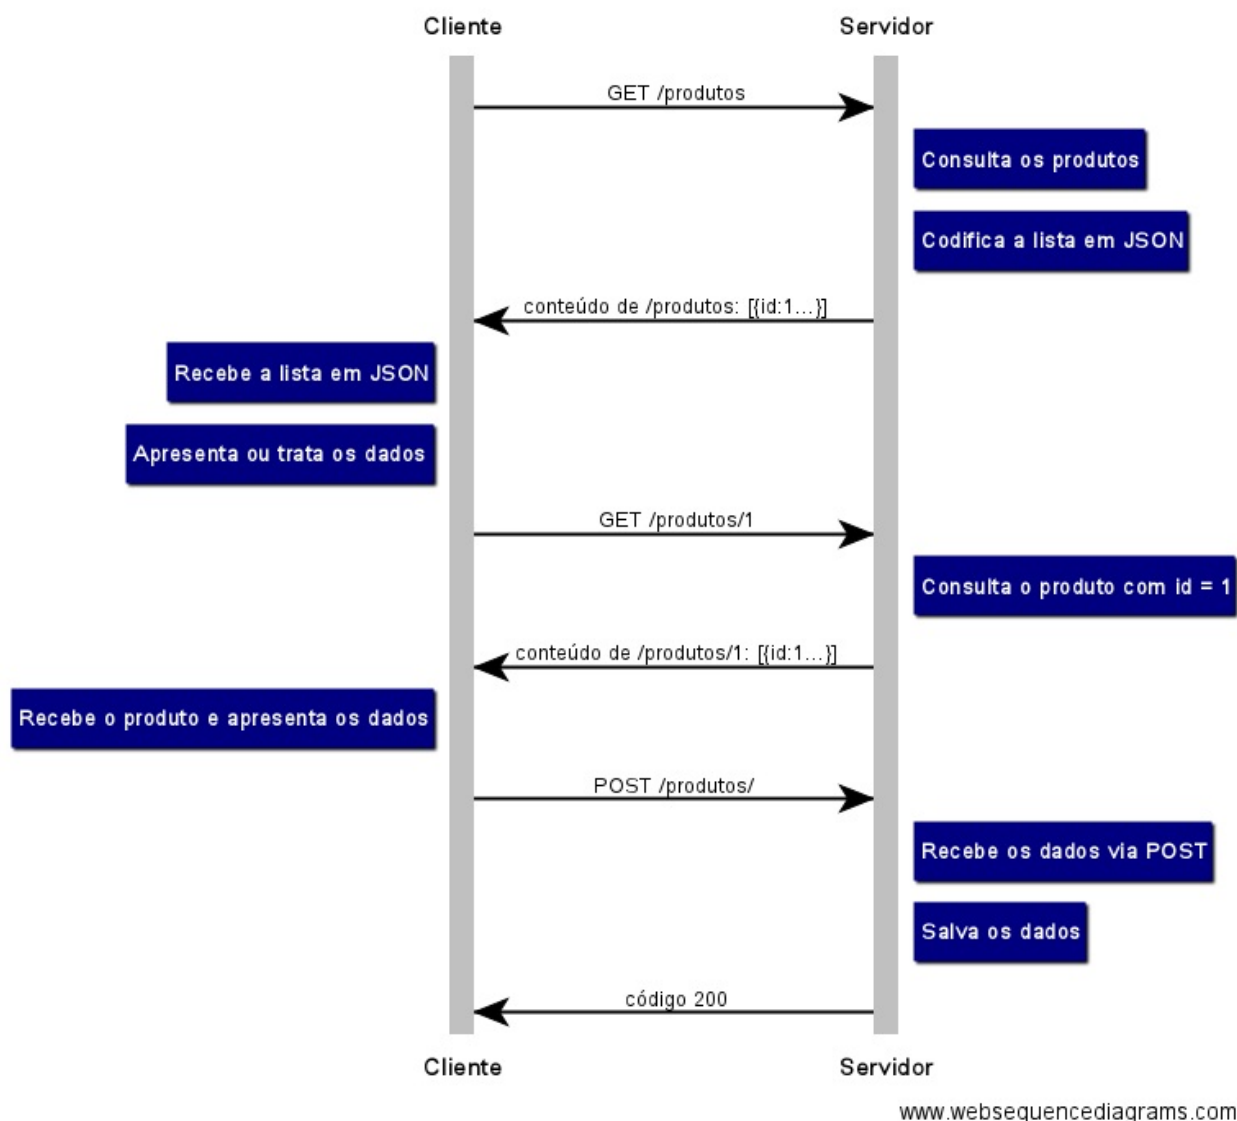 Cliente
Servidor
GET /produtos
Consulta os produtos
Codifica a lista em JSON
conteúdo de /produtos: [{id:1...}]
Recebe a lista em JSON
Apresenta ou trata os dados
GET /produtos/1
Consulta o produto com id = 1
conteúdo de /produtos/1: [{id:1...}]
Recebe o produto e apresenta os dados
POST /produtos/
Recebe os dados via POST
Salva os dados
código 200
Cliente
Servidor
www.websequencediagrams.com